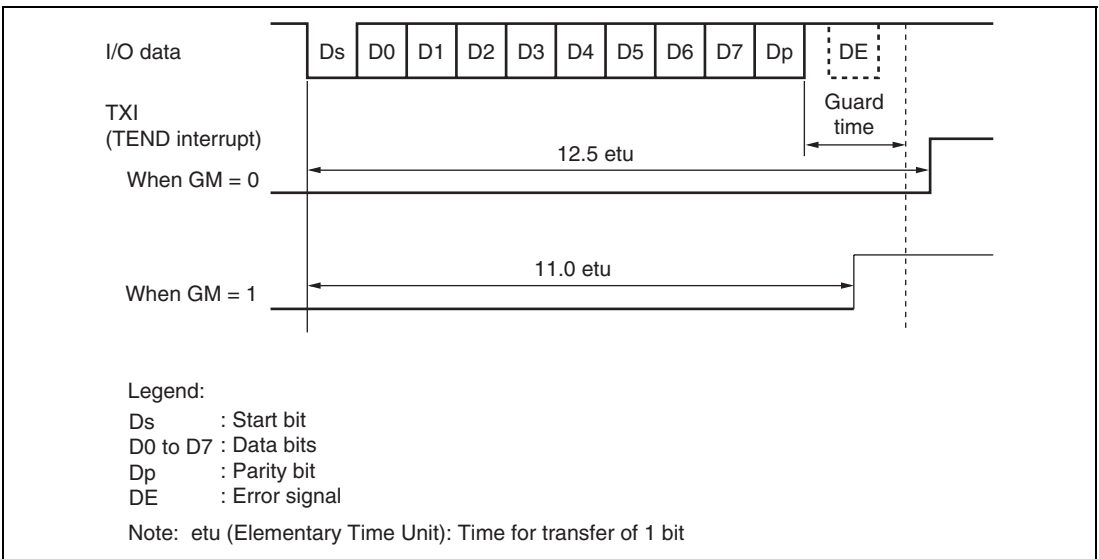 I/O data
Ds D0 D1 D2 D3 D4 D5 D6 D7 Dp DE
TXI
(TEND interrupt)
Guard
time
12.5 etu
When GM = 0
11.0 etu
When GM = 1
Legend:
Ds : Start bit
D0 to D7 : Data bits
Dp : Parity bit
DE : Error signal
Note: etu (Elementary Time Unit): Time for transfer of 1 bit